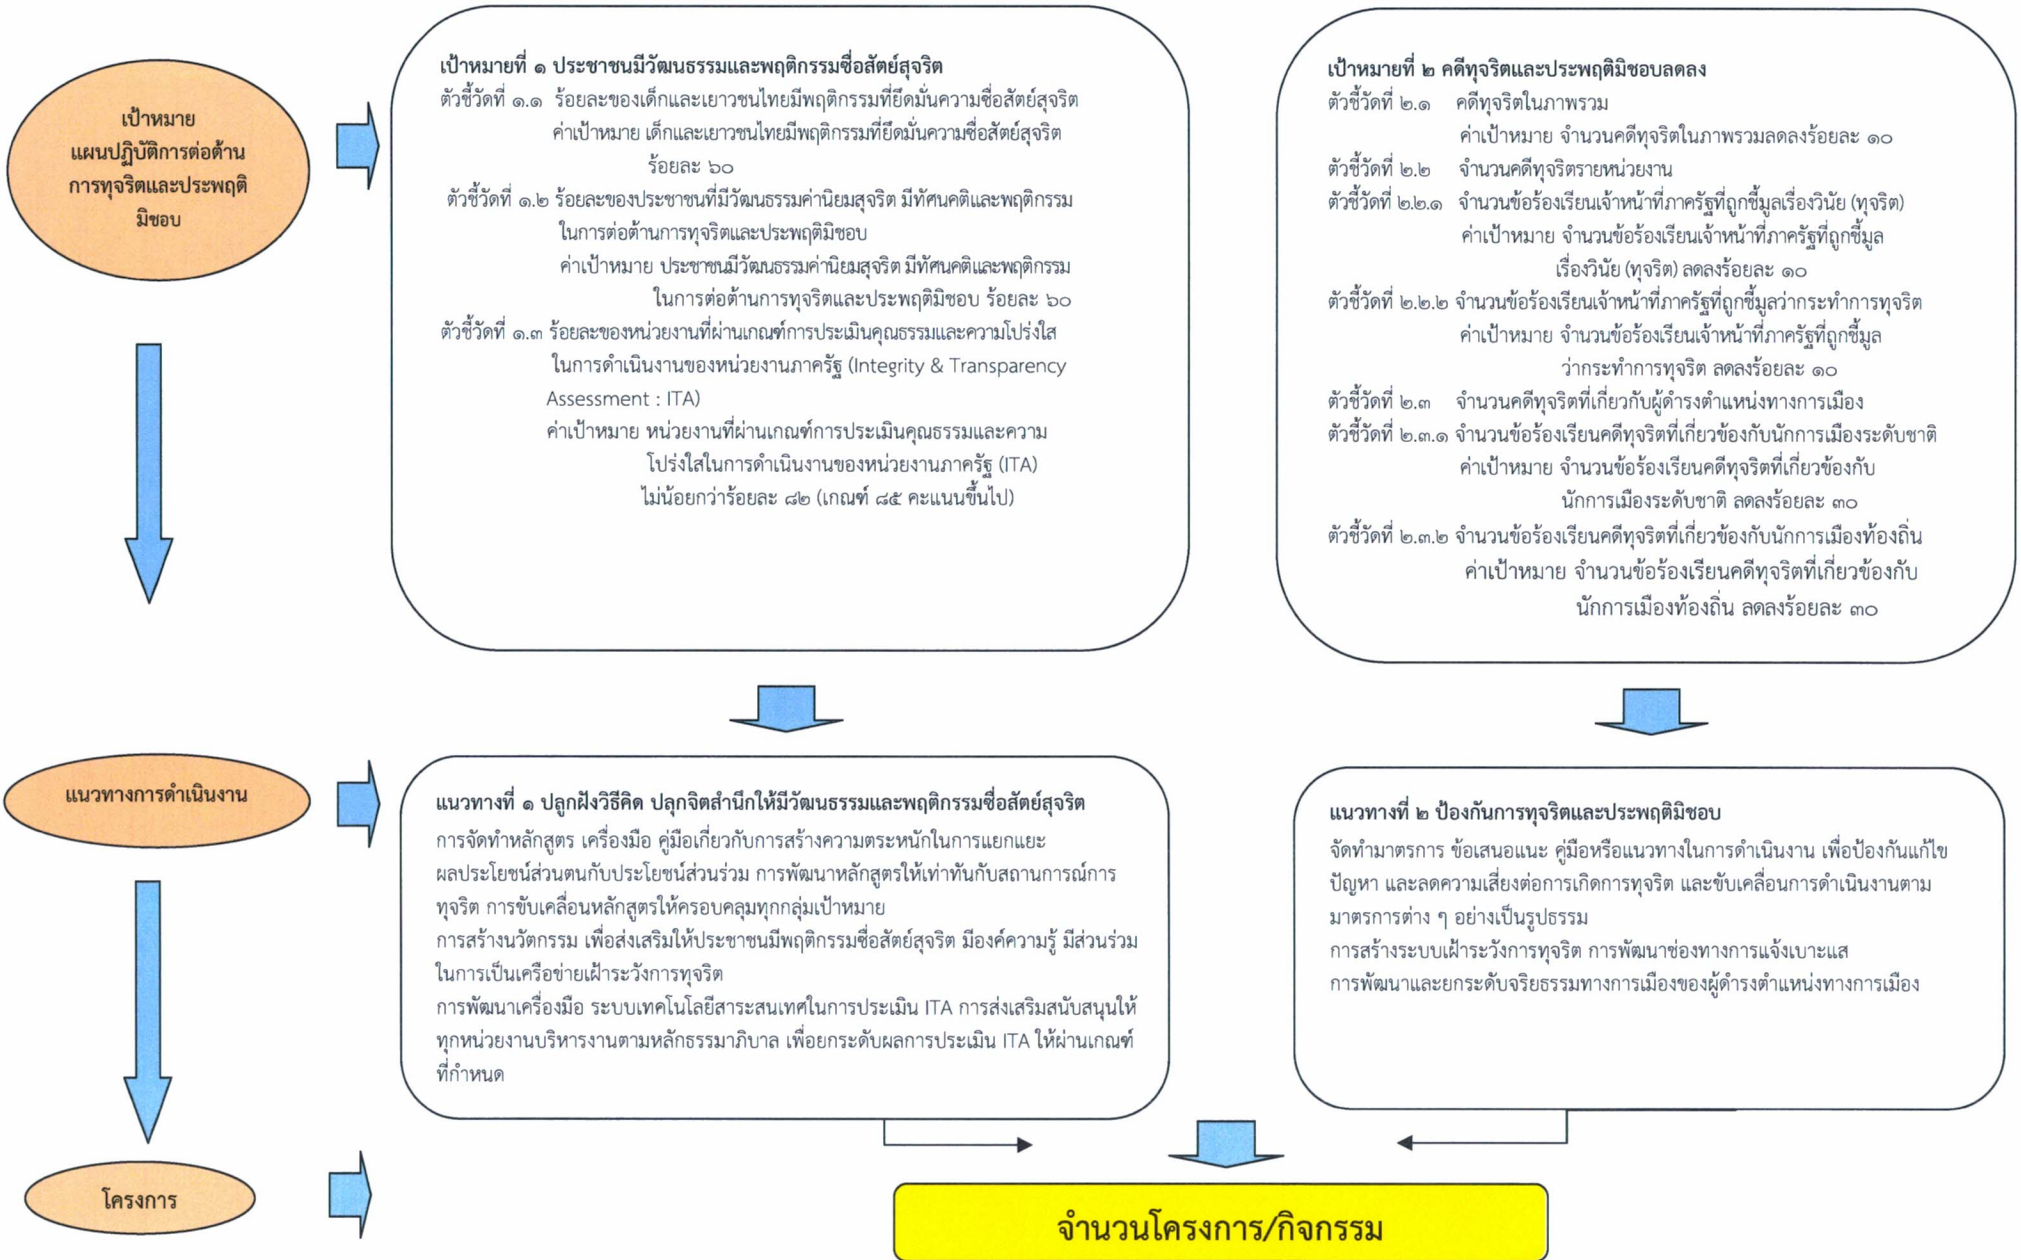 เป้าหมาย
แผนปฏิบัติการต่อต้าน
การทุจริตและประพฤติ
มิชอบ
เป้าหมายที่ ๑ ประชาชนมีวัฒนธรรมและพฤติกรรมซื่อสัตย์สุจริต
ตัวชี้วัดที่ ๑.๑ ร้อยละของเด็กและเยาวชนไทยมีพฤติกรรมที่ยึดมั่นความซื่อสัตย์สุจริต
ค่าเป้าหมาย เด็กและเยาวชนไทยมีพฤติกรรมที่ยึดมั่นความซื่อสัตย์สุจริต
ร้อยละ ๖๐
ตัวชี้วัดที่ ๑.๒ ร้อยละของประชาชนที่มีวัฒนธรรมค่านิยมสุจริต มีทัศนคติและพฤติกรรม
ในการต่อต้านการทุจริตและประพฤติมิชอบ
ค่าเป้าหมาย ประชาชนมีวัฒนธรรมค่านิยมสุจริต มีทัศนคติและพฤติกรรม
ในการต่อต้านการทุจริตและประพฤติมิชอบ ร้อยละ ๖๐
ตัวชี้วัดที่ ๑.๓ ร้อยละของหน่วยงานที่ผ่านเกณฑ์การประเมินคุณธรรมและความโปร่งใส
ในการดำเนินงานของหน่วยงานภาครัฐ (Integrity & Transparency
Assessment : ITA)
ค่าเป้าหมาย หน่วยงานที่ผ่านเกณฑ์การประเมินคุณธรรมและความ
โปร่งใสในการดำเนินงานของหน่วยงานภาครัฐ (ITA)
ไม่น้อยกว่าร้อยละ ๘๒ (เกณฑ์ ๘๕ คะแนนขึ้นไป)
เป้าหมายที่ ๒ คดีทุจริตและประพฤติมิชอบลดลง
ตัวชี้วัดที่ ๒.๑ คดีทุจริตในภาพรวม
ค่าเป้าหมาย จำนวนคดีทุจริตในภาพรวมลดลงร้อยละ ๑๐
ตัวชี้วัดที่ ๒.๒ จำนวนคดีทุจริตรายหน่วยงาน
ตัวชี้วัดที่ ๒.๒.๑ จำนวนข้อร้องเรียนเจ้าหน้าที่ภาครัฐที่ถูกชี้มูลเรื่องวินัย (ทุจริต)
ค่าเป้าหมาย จำนวนข้อร้องเรียนเจ้าหน้าที่ภาครัฐที่ถูกชี้มูล
เรื่องวินัย (ทุจริต) ลดลงร้อยละ ๑๐
ตัวชี้วัดที่ ๒.๒.๒ จำนวนข้อร้องเรียนเจ้าหน้าที่ภาครัฐที่ถูกชี้มูลว่ากระทำการทุจริต
ค่าเป้าหมาย จำนวนข้อร้องเรียนเจ้าหน้าที่ภาครัฐที่ถูกชี้มูล
ว่ากระทำการทุจริต ลดลงร้อยละ ๑๐
ตัวชี้วัดที่ ๒.๓ จำนวนคดีทุจริตที่เกี่ยวกับผู้ดำรงตำแหน่งทางการเมือง
ตัวชี้วัดที่ ๒.๓.๑ จำนวนข้อร้องเรียนคดีทุจริตที่เกี่ยวข้องกับนักการเมืองระดับชาติ
ค่าเป้าหมาย จำนวนข้อร้องเรียนคดีทุจริตที่เกี่ยวข้องกับ
นักการเมืองระดับชาติ ลดลงร้อยละ ๓๐
ตัวชี้วัดที่ ๒.๓.๒ จำนวนข้อร้องเรียนคดีทุจริตที่เกี่ยวข้องกับนักการเมืองท้องถิ่น
ค่าเป้าหมาย จำนวนข้อร้องเรียนคดีทุจริตที่เกี่ยวข้องกับ
นักการเมืองท้องถิ่น ลดลงร้อยละ ๓๐
แนวทางการดำเนินงาน
แนวทางที่ ๑ ปลูกฝังวิธีคิด ปลุกจิตสำนึกให้มีวัฒนธรรมและพฤติกรรมซื่อสัตย์สุจริต
การจัดทำหลักสูตร เครื่องมือ คู่มือเกี่ยวกับการสร้างความตระหนักในการแยกแยะ
ผลประโยชน์ส่วนตนกับประโยชน์ส่วนร่วม การพัฒนาหลักสูตรให้เท่าทันกับสถานการณ์การ
ทุจริต การขับเคลื่อนหลักสูตรให้ครอบคลุมทุกกลุ่มเป้าหมาย
การสร้างนวัตกรรม เพื่อส่งเสริมให้ประชาชนมีพฤติกรรมซื่อสัตย์สุจริต มีองค์ความรู้ มีส่วนร่วม
ในการเป็นเครือข่ายเฝ้าระวังการทุจริต
การพัฒนาเครื่องมือ ระบบเทคโนโลยีสาระสนเทศในการประเมิน ITA การส่งเสริมสนับสนุนให้
ทุกหน่วยงานบริหารงานตามหลักธรรมาภิบาล เพื่อยกระดับผลการประเมิน ITA ให้ผ่านเกณฑ์
ที่กำหนด
แนวทางที่ ๒ ป้องกันการทุจริตและประพฤติมิชอบ
จัดทำมาตรการ ข้อเสนอแนะ คู่มือหรือแนวทางในการดำเนินงาน เพื่อป้องกันแก้ไข
ปัญหา และลดความเสี่ยงต่อการเกิดการทุจริต และขับเคลื่อนการดำเนินงานตาม
มาตรการต่าง ๆ อย่างเป็นรูปธรรม
การสร้างระบบเฝ้าระวังการทุจริต การพัฒนาช่องทางการแจ้งเบาะแส
การพัฒนาและยกระดับจริยธรรมทางการเมืองของผู้ดำรงตำแหน่งทางการเมือง
โครงการ
จำนวนโครงการ/กิจกรรม